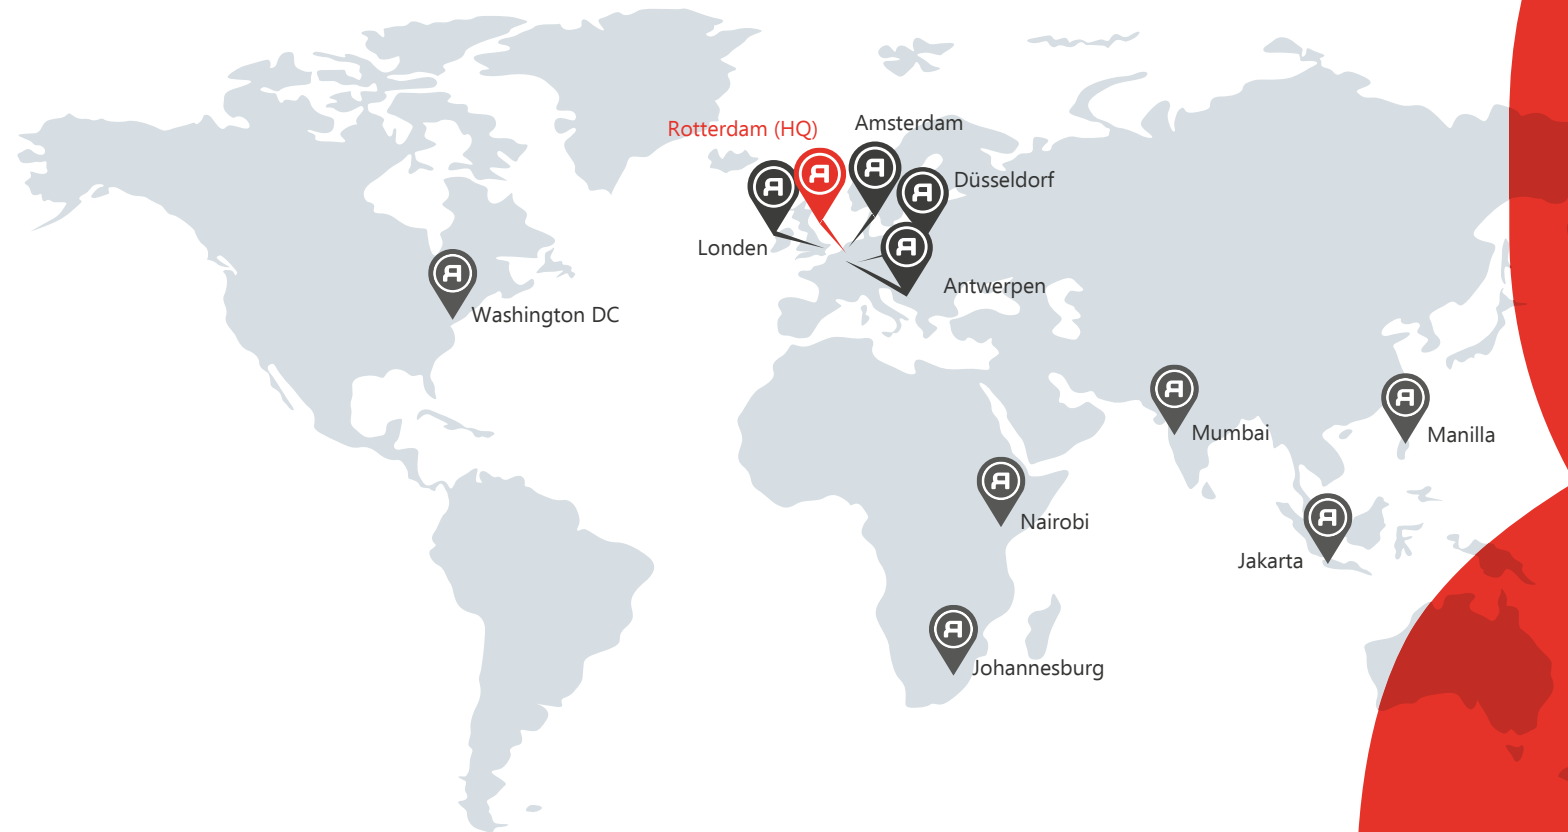 Amsterdam
Rotterdam (HQ)
Düsseldorf
Londen
Antwerpen
Washington DC
Mumbai
Manilla
Nairobi
Jakarta
Johannesburg